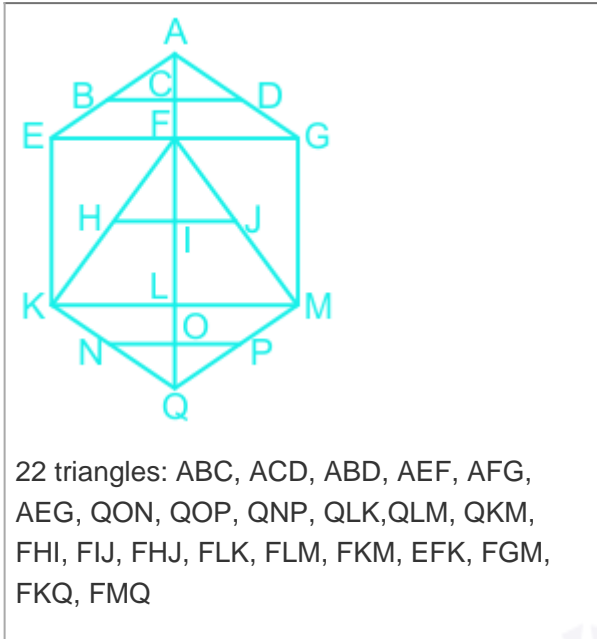 A
B C D
E F G
H I J
K L M
N O P
Q
22 triangles: ABC, ACD, ABD, AEF, AFG,
AEG, QON, QOP, QNP, QLK,QLM, QKM,
FHI, FIJ, FHJ, FLK, FLM, FKM, EFK, FGM,
FKQ, FMQ